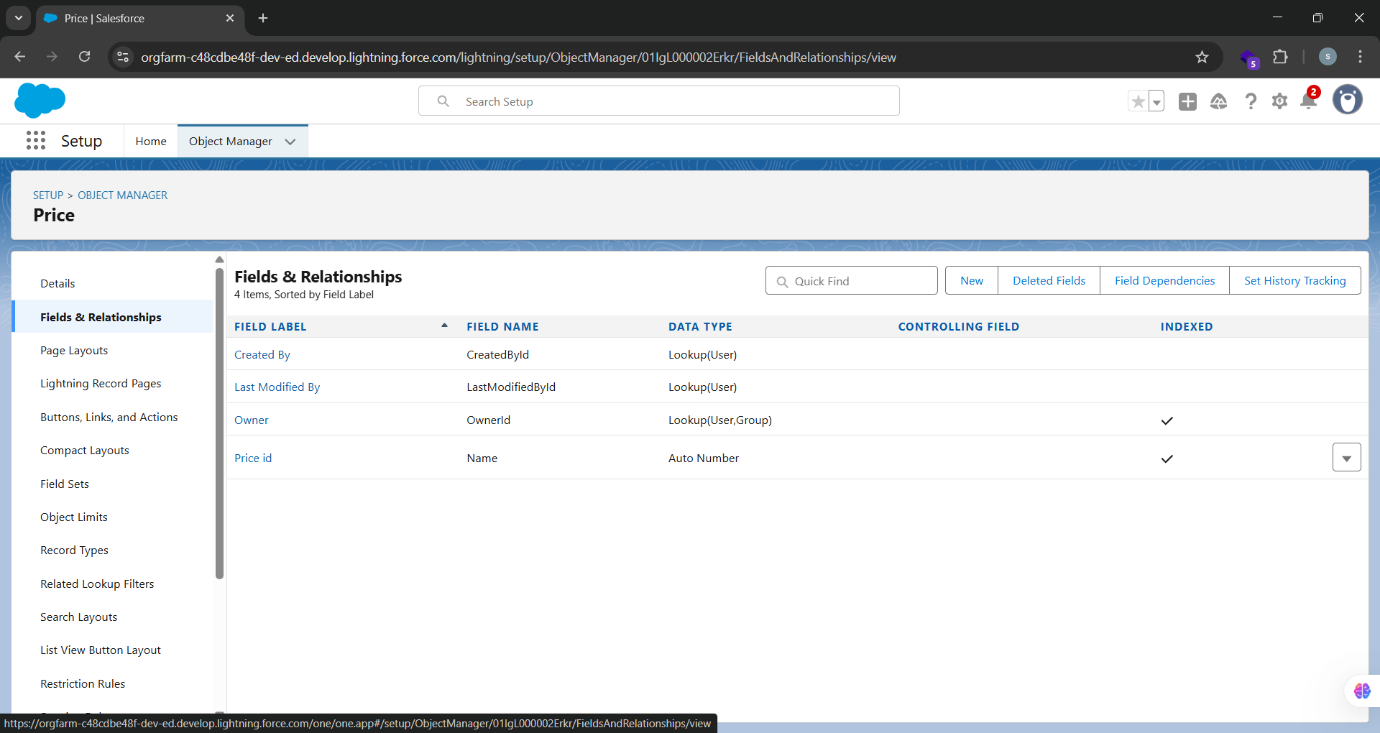 Price | Salesforce
orgfarm-c48cdbe48f-dev-ed.develop.lightning.force.com/lightning/setup/ObjectManager/01IgL000002Erkr/FieldsAndRelationships/view
5
S
Search Setup
2
Setup
Home
Object Manager
SETUP > OBJECT MANAGER
Price
Details
Fields & Relationships
Page Layouts
Lightning Record Pages
Buttons, Links, and Actions
Compact Layouts
Field Sets
Object Limits
Record Types
Related Lookup Filters
Search Layouts
List View Button Layout
Restriction Rules
Fields & Relationships
4 Items, Sorted by Field Label
Quick Find
New
Deleted Fields
Field Dependencies
Set History Tracking
FIELD LABEL FIELD NAME DATA TYPE CONTROLLING FIELD INDEXED
Created By CreatedById Lookup(User)
Last Modified By LastModifiedById Lookup(User)
Owner OwnerId Lookup(User,Group)
Price id Name Auto Number
https://orgfarm-c48cdbe48f-dev-ed.develop.lightning.force.com/one/one.app#/setup/ObjectManager/01IgL000002Erkr/FieldsAndRelationships/view